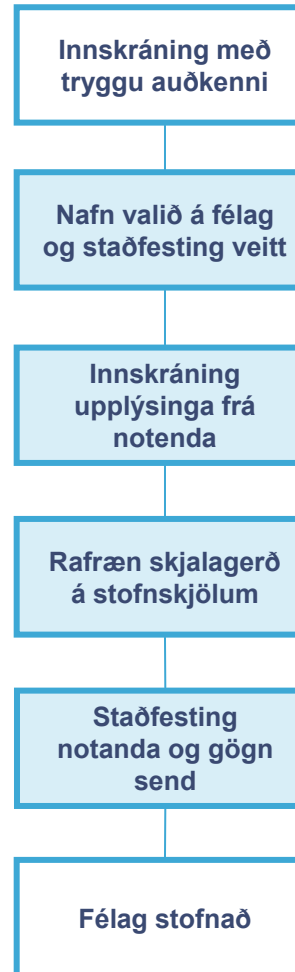 Innskráning með
tryggu auðkenni
Nafn valið á félag
og staðfesting veitt
Innskráning
upplýsinga frá
notenda
Rafræn skjalagerð
á stofnskjölum
Staðfesting
notanda og gögn
send
Félag stofnað